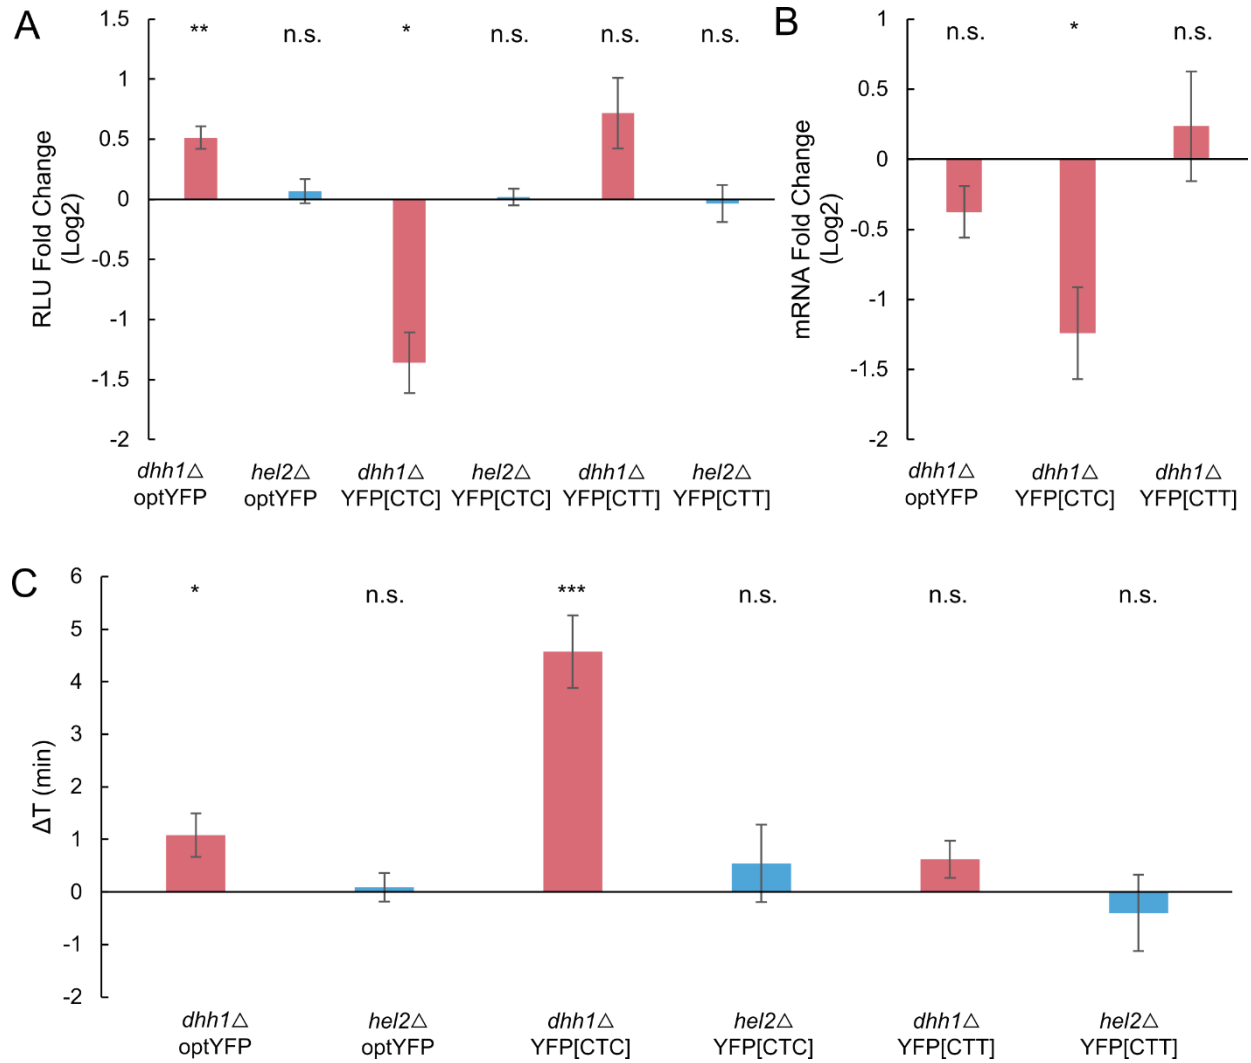 A
RLU Fold Change
(Log2)
1.5
1
0.5
0
-0.5
-1
-1.5
-2
** n.s. * n.s. n.s. n.s.
dhh1△ hel2△ dhh1△ hel2△ dhh1△ hel2△
optYFP optYFP YFP[CTC] YFP[CTC] YFP[CTT] YFP[CTT]
B
mRNA Fold Change
(Log2)
1
0.5
0
-0.5
-1
-1.5
-2
n.s. * n.s.
dhh1△ dhh1△ dhh1△
optYFP YFP[CTC] YFP[CTT]
C
ΔT (min)
6
5
4
3
2
1
0
-1
-2
* n.s. *** n.s. n.s. n.s.
dhh1△ hel2△ dhh1△ hel2△ dhh1△ hel2△
optYFP optYFP YFP[CTC] YFP[CTC] YFP[CTT] YFP[CTT]